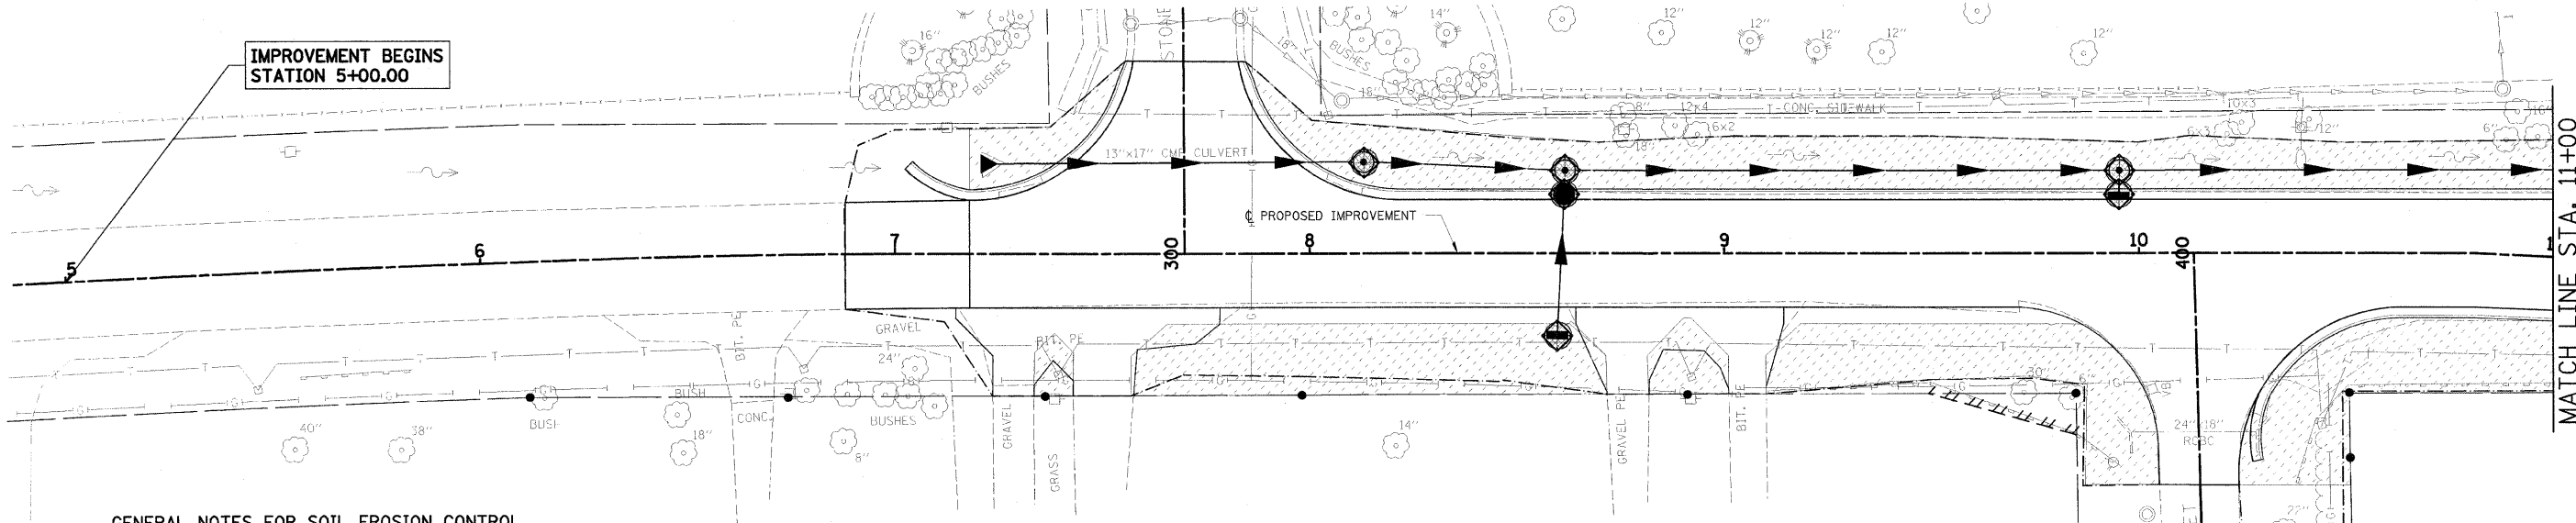 IMPROVEMENT BEGINS
STATION 5+00.00
16"
BUSHES
18"
BUSHES
18"
14"
12"
12"
12"
12"
12"
8"
12x4
T-CONC. SIDEWALK
10x3
16"
6x2
18"
6x3
12"
6"
13"x17" CMP CULVERT
℄ PROPOSED IMPROVEMENT
5
6
7
300
8
9
10
400
MATCH LINE STA. 11+00
GRAVEL
BIT. PE
BIT. PE
24"
BUSH
CONC.
BUSHES
40"
38"
18"
8"
GRAVEL
GRASS
14"
GRAVEL PE
BIT. PE
30"
6"
24"x18"
RCBC
22"
GENERAL NOTES FOR SOIL EROSION CONTROL